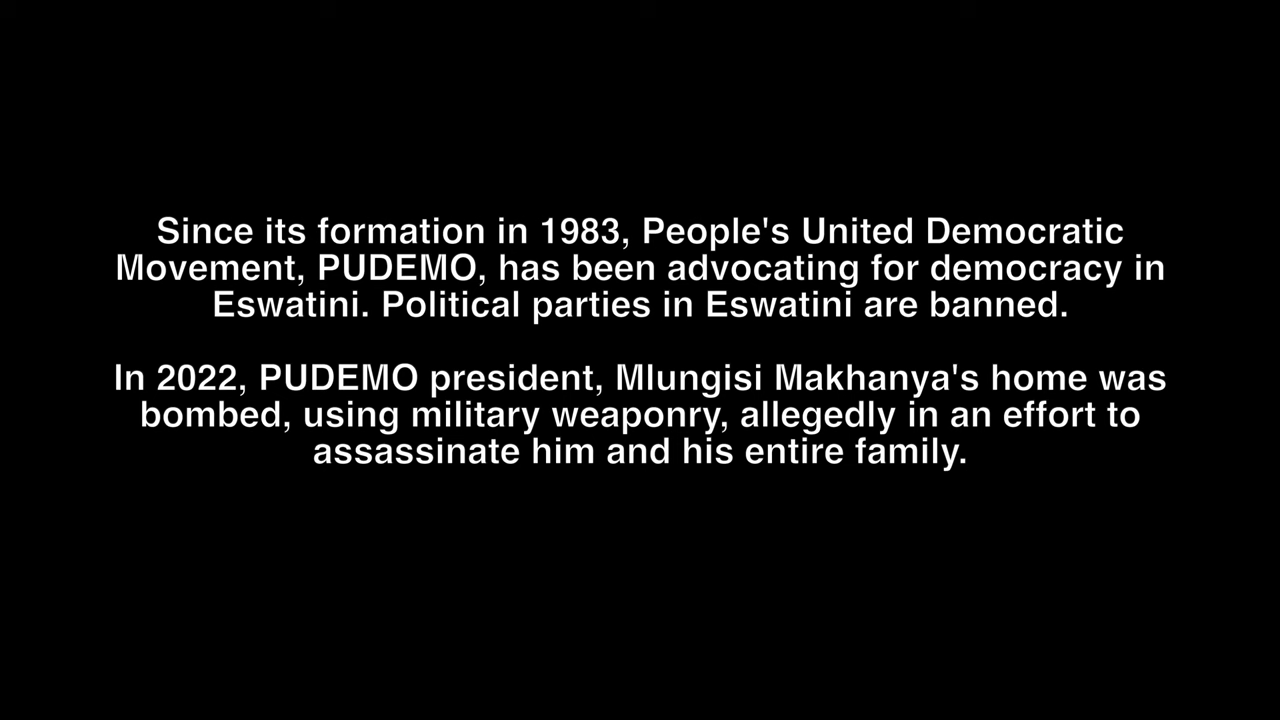 Since its formation in 1983, People's United Democratic
Movement, PUDEMO, has been advocating for democracy in
Eswatini. Political parties in Eswatini are banned.
In 2022, PUDEMO president, Mlungisi Makhanya's home was
bombed, using military weaponry, allegedly in an effort to
assassinate him and his entire family.